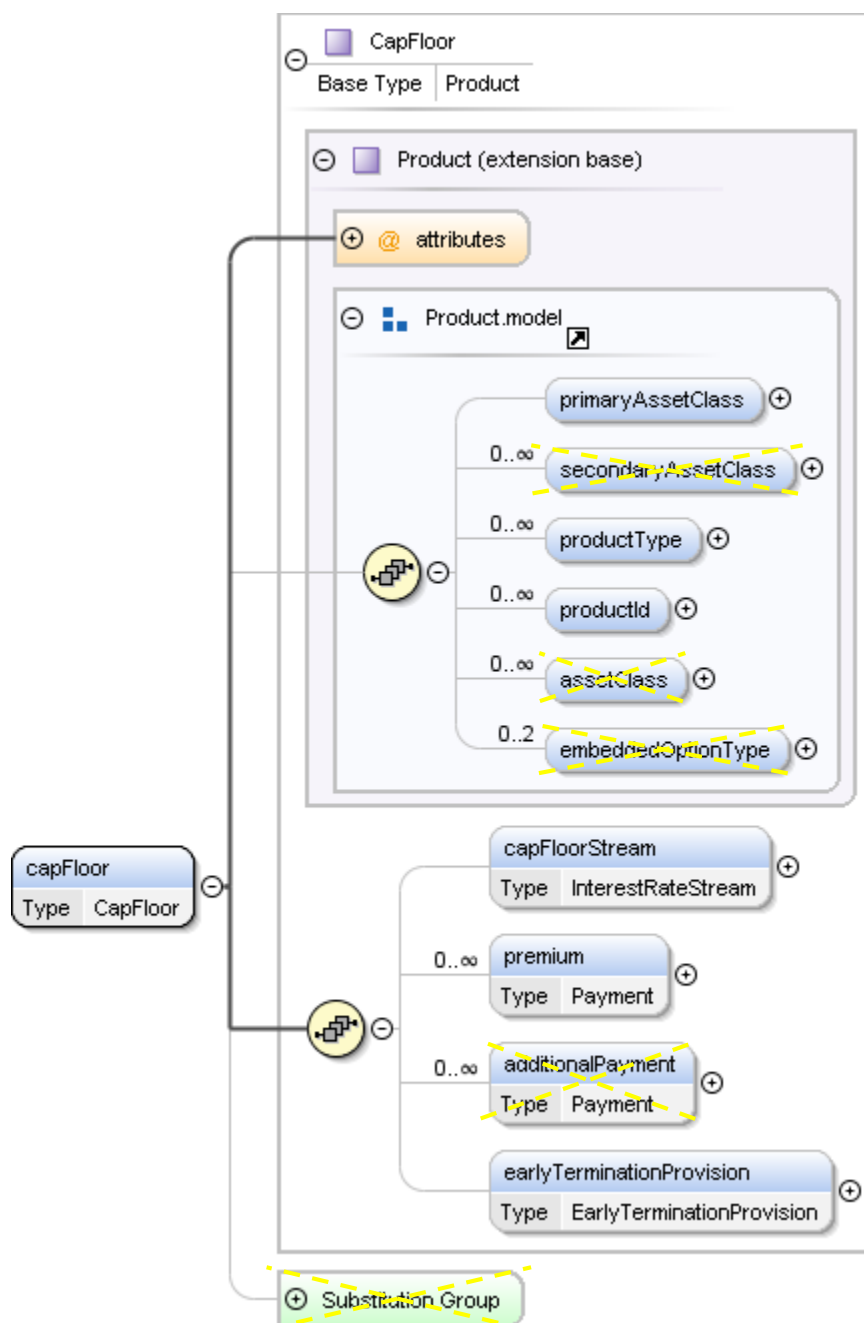 CapFloor
Base Type Product
Product (extension base)
@ attributes
Product.model
primaryAssetClass
0..∞ secondaryAssetClass
0..∞ productType
0..∞ productId
0..∞ assetClass
0..2 embeddedOptionType
capFloor
Type CapFloor
capFloorStream
Type InterestRateStream
0..∞ premium
Type Payment
0..∞ additionalPayment
Type Payment
earlyTerminationProvision
Type EarlyTerminationProvision
Substitution Group